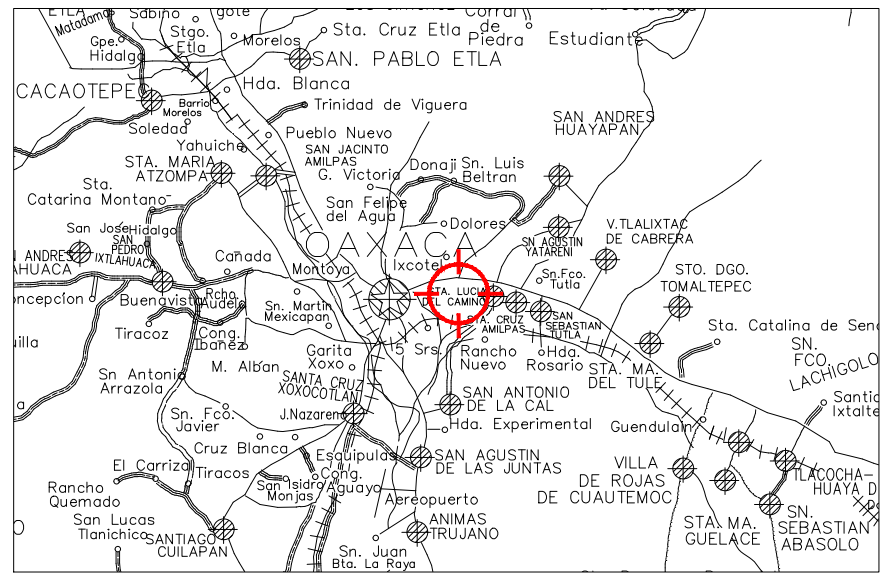 Sabino
Matadamas
Stgo.
Etla
Gpe.
Hidalgo
Morelos
Sta. Cruz Etla
Corral
de
Piedra
Estudiante
SAN. PABLO ETLA
CACAOTEPEC
Hda. Blanca
Barrio
Morelos
Trinidad de Viguera
Soledad
Pueblo Nuevo
SAN ANDRES
HUAYAPAN
Yahuiche
SAN JACINTO
AMILPAS
STA. MARIA
ATZOMPA
G. Victoria
Donaji
Sn. Luis
Beltran
Sta.
Catarina Montano
San Felipe
del Agua
Dolores
San Jose
Hidalgo
SAN
PEDRO
IXTLAHUACA
OAXACA
SN AGUSTIN
YATARENI
V.TLALIXTAC
DE CABRERA
N ANDRES
AHUACA
Cañada
Montoya
Ixcotel
Sn.Fco.
Tutla
STO. DGO.
TOMALTEPEC
oncepcion
Buenavista
Rcho.
Audelo
Sn. Martin
Mexicapan
STA. LUCIA
DEL CAMINO
STA. CRUZ
AMILPAS
SAN
SEBASTIAN
TUTLA
Tiracoz
Cong.
Ibañez
Sta. Catalina de Sen
uilla
M. Alban
Garita
Xoxo
5 Srs.
Rancho
Nuevo
Hda.
Rosario
SN.
FCO.
LACHIGOLO
Sn Antonio
Arrazola
SANTA CRUZ
XOXOCOTLAN
STA. MA.
DEL TULE
a
Sn. Fco.
Javier
J.Nazareno
SAN ANTONIO
DE LA CAL
Hda. Experimental
Santia
Ixtalte
Guendulain
Cruz Blanca
Esquipulas
SAN AGUSTIN
DE LAS JUNTAS
El Carrizal
Tiracos
Cong.
Aguayo
San Isidro
Monjas
VILLA
DE ROJAS
DE CUAUTEMOC
TLACOCHA-
HUAYA D
Rancho
Quemado
Aereopuerto
San Lucas
Tlanichico
SANTIAGO
CUILAPAN
ANIMAS
TRUJANO
STA. MA.
GUELACE
SN.
SEBASTIAN
ABASOLO
O
Sn. Juan
Bta. La Raya